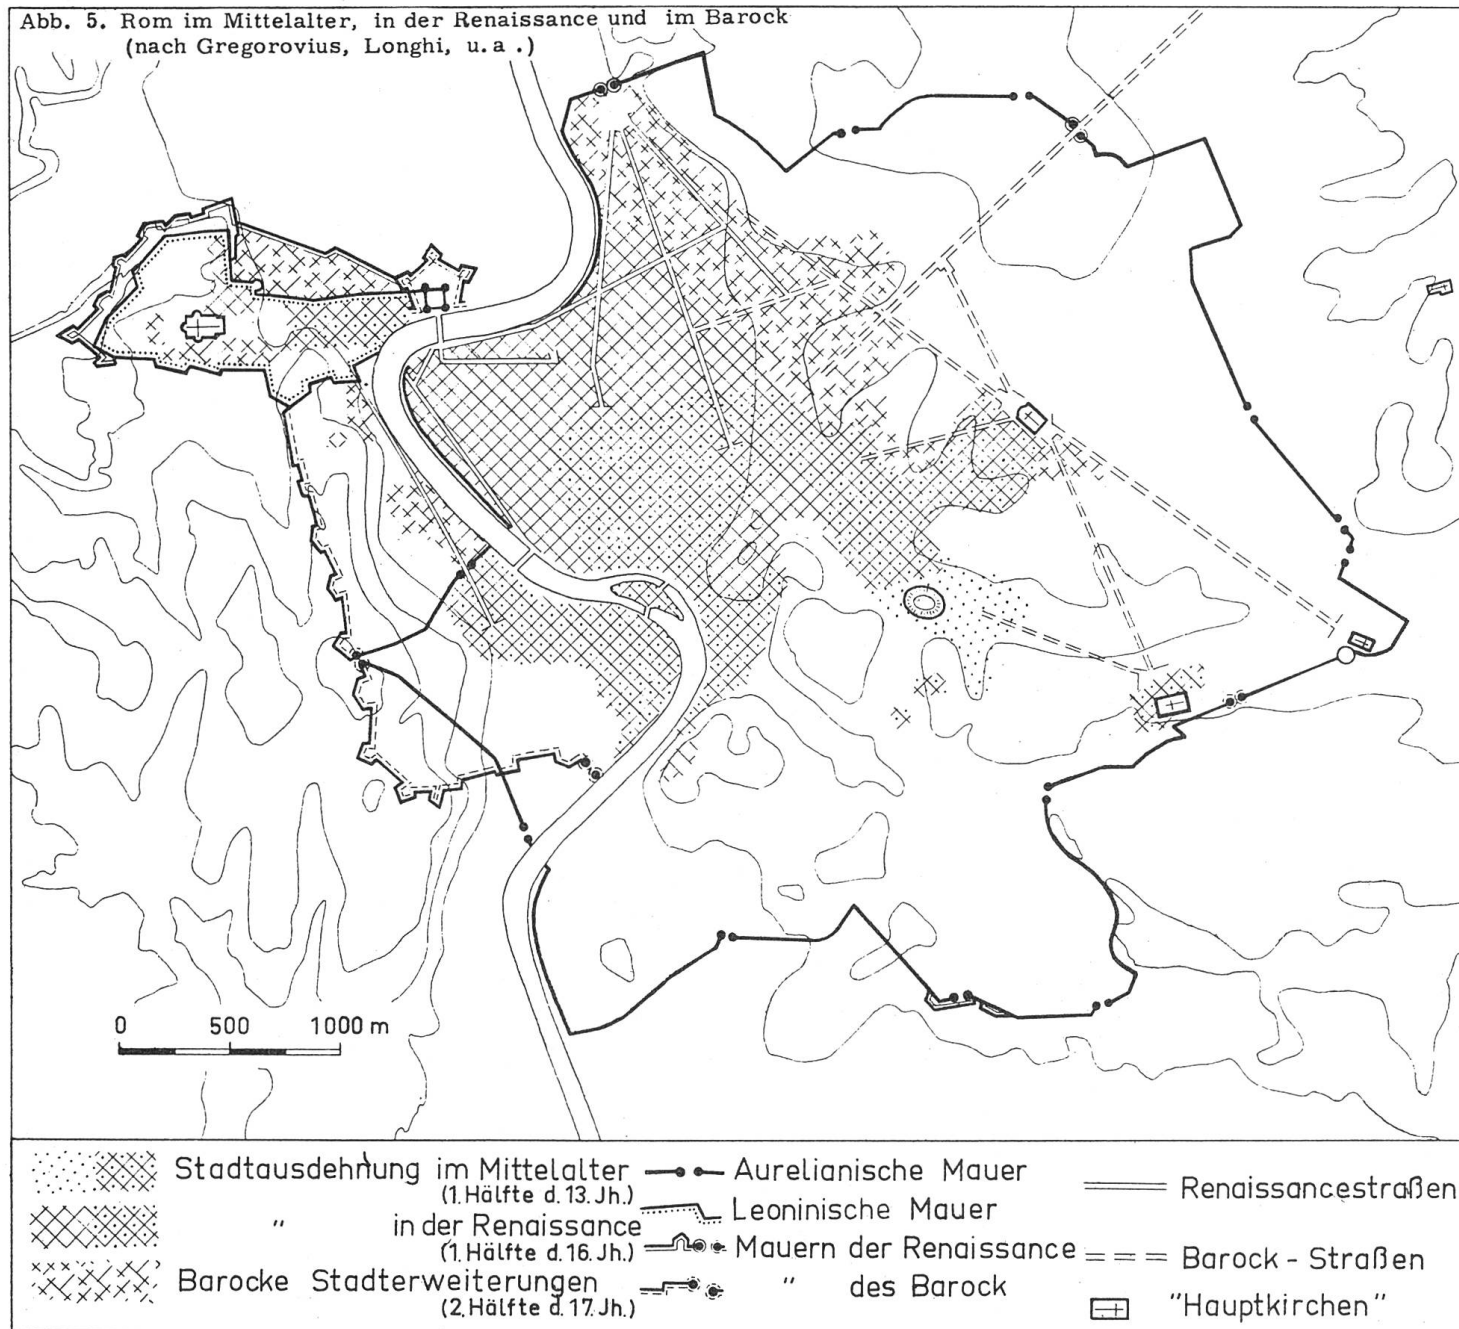 Abb. 5. Rom im Mittelalter, in der Renaissance und im Barock
(nach Gregorovius, Longhi, u.a.)
0 500 1000 m
Stadtausdehnung im Mittelalter
(1.Hälfte d.13.Jh.)
" in der Renaissance
(1.Hälfte d.16.Jh.)
Barocke Stadterweiterungen
(2.Hälfte d.17.Jh.)
Aurelianische Mauer
Leoninische Mauer
Mauern der Renaissance
" des Barock
Renaissancestraßen
Barock-Straßen
"Hauptkirchen"